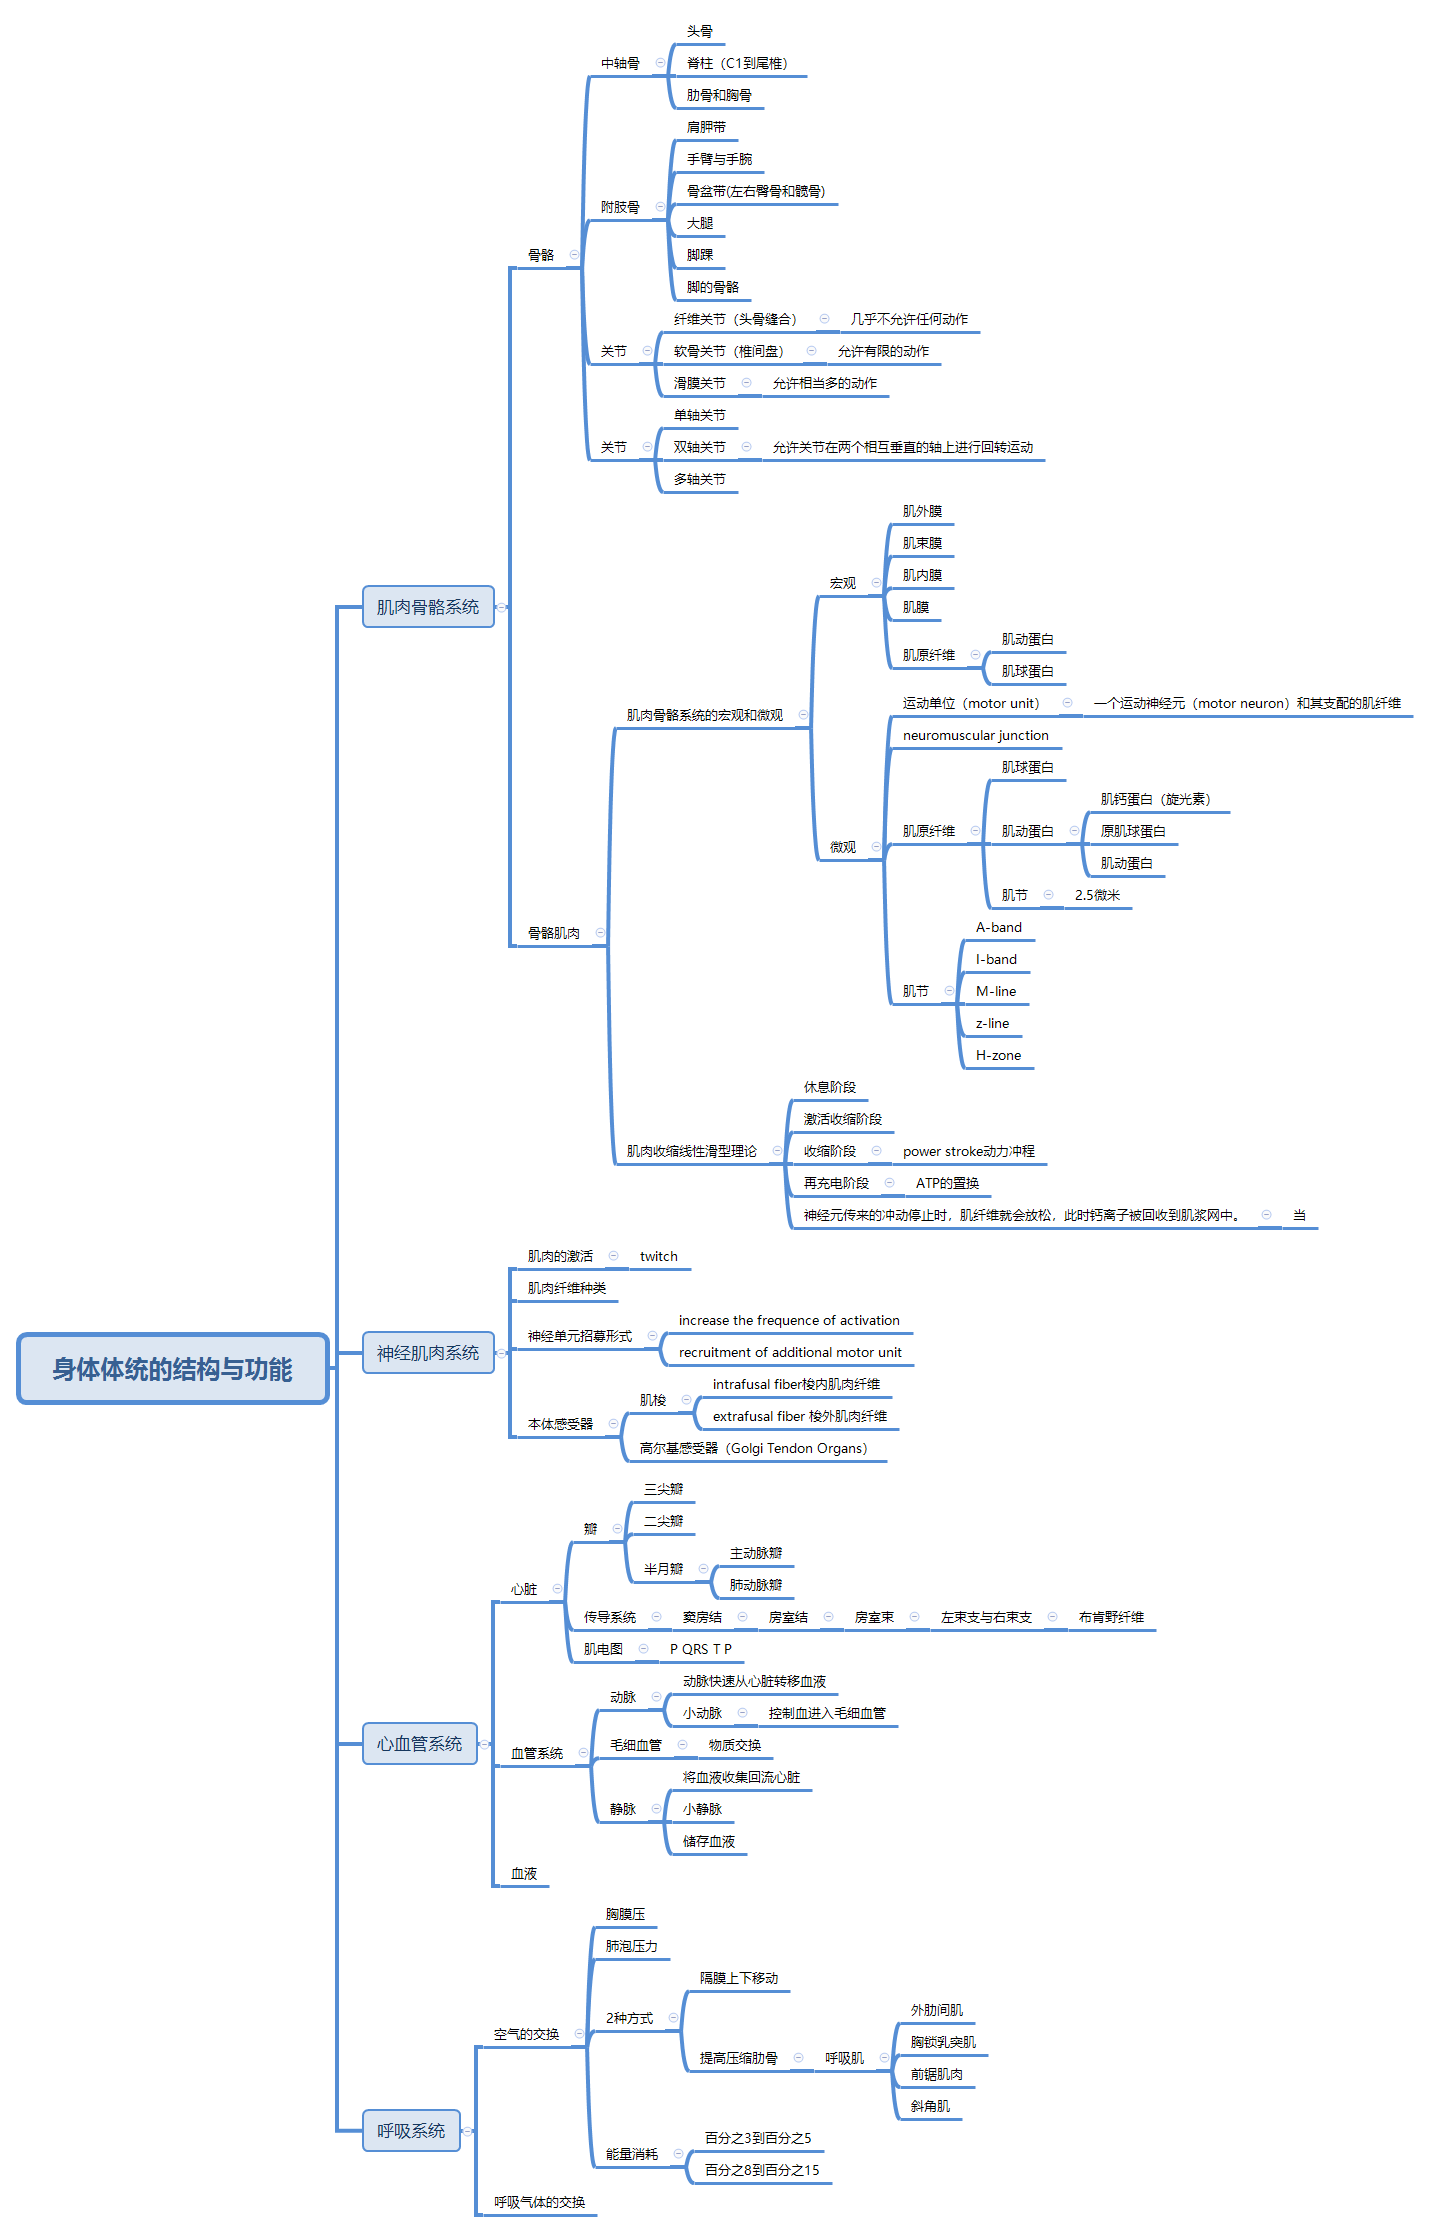 身体体统的结构与功能
肌肉骨骼系统
骨骼
中轴骨
头骨
脊柱（C1到尾椎）
肋骨和胸骨
附肢骨
肩胛带
手臂与手腕
骨盆带(左右臀骨和髋骨)
大腿
脚踝
脚的骨骼
关节
纤维关节（头骨缝合）
几乎不允许任何动作
软骨关节（椎间盘）
允许有限的动作
滑膜关节
允许相当多的动作
关节
单轴关节
双轴关节
允许关节在两个相互垂直的轴上进行回转运动
多轴关节
骨骼肌肉
肌肉骨骼系统的宏观和微观
宏观
肌外膜
肌束膜
肌内膜
肌膜
肌原纤维
肌动蛋白
肌球蛋白
微观
运动单位（motor unit）
一个运动神经元（motor neuron）和其支配的肌纤维
neuromuscular junction
肌原纤维
肌球蛋白
肌动蛋白
肌钙蛋白（旋光素）
原肌球蛋白
肌动蛋白
肌节
2.5微米
肌节
A-band
I-band
M-line
z-line
H-zone
肌肉收缩线性滑型理论
休息阶段
激活收缩阶段
收缩阶段
power stroke动力冲程
再充电阶段
ATP的置换
神经元传来的冲动停止时，肌纤维就会放松，此时钙离子被回收到肌浆网中。
当
神经肌肉系统
肌肉的激活
twitch
肌肉纤维种类
神经单元招募形式
increase the frequence of activation
recruitment of additional motor unit
本体感受器
肌梭
intrafusal fiber梭内肌肉纤维
extrafusal fiber 梭外肌肉纤维
高尔基感受器（Golgi Tendon Organs）
心血管系统
心脏
瓣
三尖瓣
二尖瓣
半月瓣
主动脉瓣
肺动脉瓣
传导系统
窦房结
房室结
房室束
左束支与右束支
布肯野纤维
肌电图
P QRS T P
血管系统
动脉
动脉快速从心脏转移血液
小动脉
控制血进入毛细血管
毛细血管
物质交换
静脉
将血液收集回流心脏
小静脉
储存血液
血液
呼吸系统
空气的交换
胸膜压
肺泡压力
2种方式
隔膜上下移动
提高压缩肋骨
呼吸肌
外肋间肌
胸锁乳突肌
前锯肌肉
斜角肌
能量消耗
百分之3到百分之5
百分之8到百分之15
呼吸气体的交换